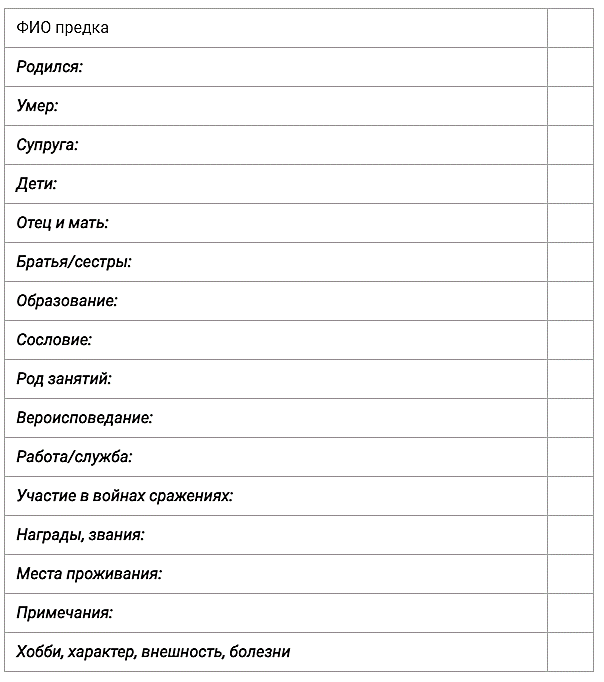 ФИО предка
Родился:
Умер:
Супруга:
Дети:
Отец и мать:
Братья/сестры:
Образование:
Сословие:
Род занятий:
Вероисповедание:
Работа/служба:
Участие в войнах сражениях:
Награды, звания:
Места проживания:
Примечания:
Хобби, характер, внешность, болезни